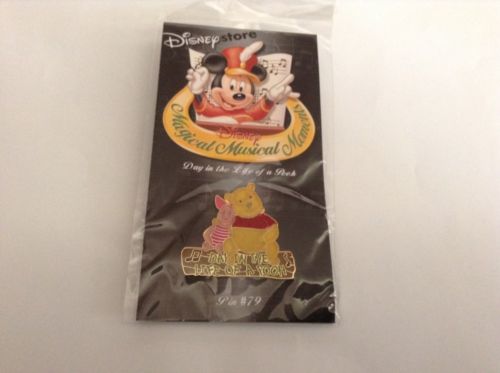 Disney store
Disney
Magical Musical Moments
Day in the Life of a Pooh
DAY IN THE
LIFE OF A POOH
Pin #79